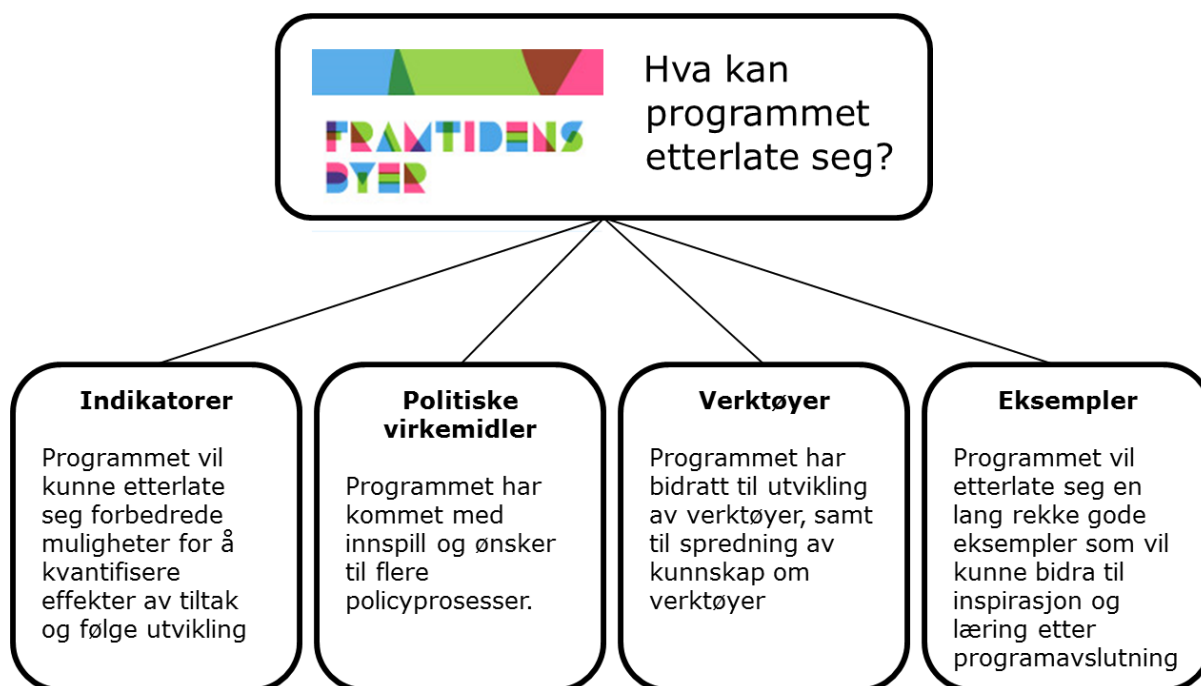 FRAMTIDENS
BYER
Hva kan
programmet
etterlate seg?
Indikatorer
Programmet vil
kunne etterlate
seg forbedrede
muligheter for å
kvantifisere
effekter av tiltak
og følge utvikling
Politiske
virkemidler
Programmet har
kommet med
innspill og ønsker
til flere
policyprosesser.
Verktøyer
Programmet har
bidratt til utvikling
av verktøyer, samt
til spredning av
kunnskap om
verktøyer
Eksempler
Programmet vil
etterlate seg en
lang rekke gode
eksempler som vil
kunne bidra til
inspirasjon og
læring etter
programavslutning